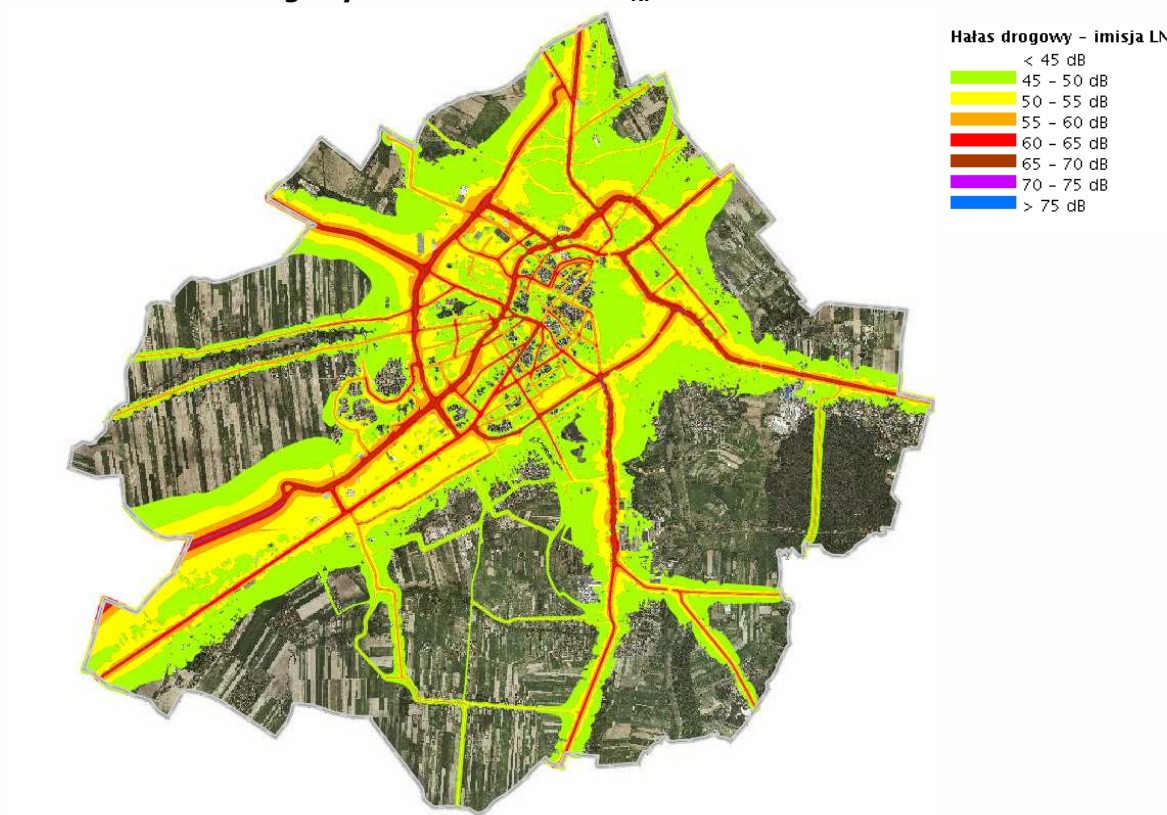 Hałas drogowy - imisja LN
< 45 dB
45 - 50 dB
50 - 55 dB
55 - 60 dB
60 - 65 dB
65 - 70 dB
70 - 75 dB
> 75 dB